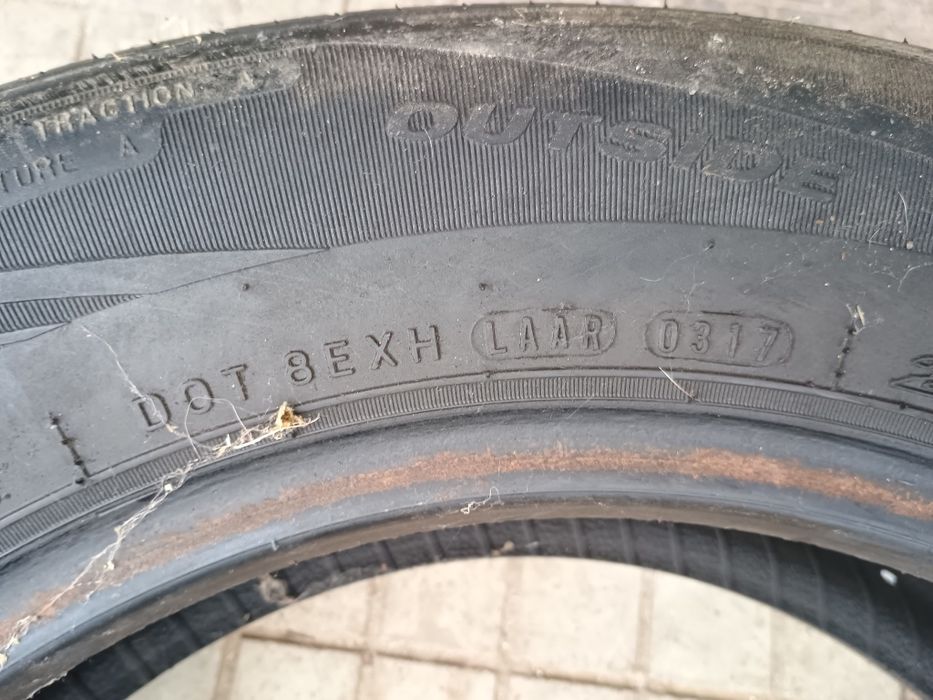 TRACTION A
TURE A
OUTSIDE
DOT 8EXH LAAR 0317